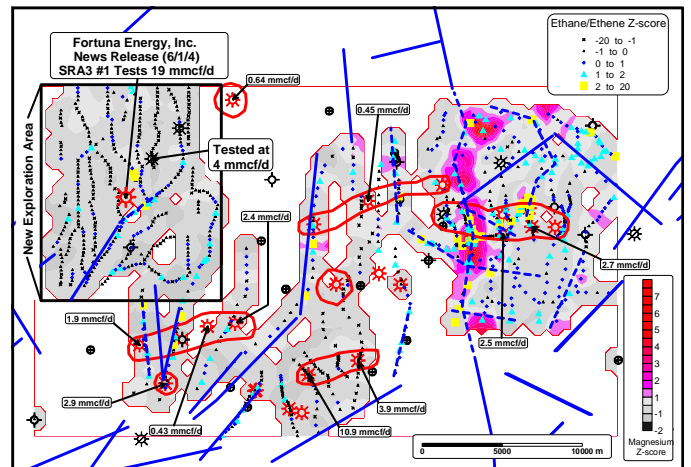 Fortuna Energy, Inc.
News Release (6/1/4)
SRA3 #1 Tests 19 mmcf/d
Ethane/Ethene Z-score
-20 to -1
-1 to 0
0 to 1
1 to 2
2 to 20
0.64 mmcf/d
0.45 mmcf/d
Tested at
4 mmcf/d
New Exploration Area
2.4 mmcf/d
2.7 mmcf/d
1.9 mmcf/d
2.5 mmcf/d
2.9 mmcf/d
0.43 mmcf/d
10.9 mmcf/d
3.9 mmcf/d
7
6
5
4
3
2
1
0
-1
-2
Magnesium
Z-score
0
5000
10000 m